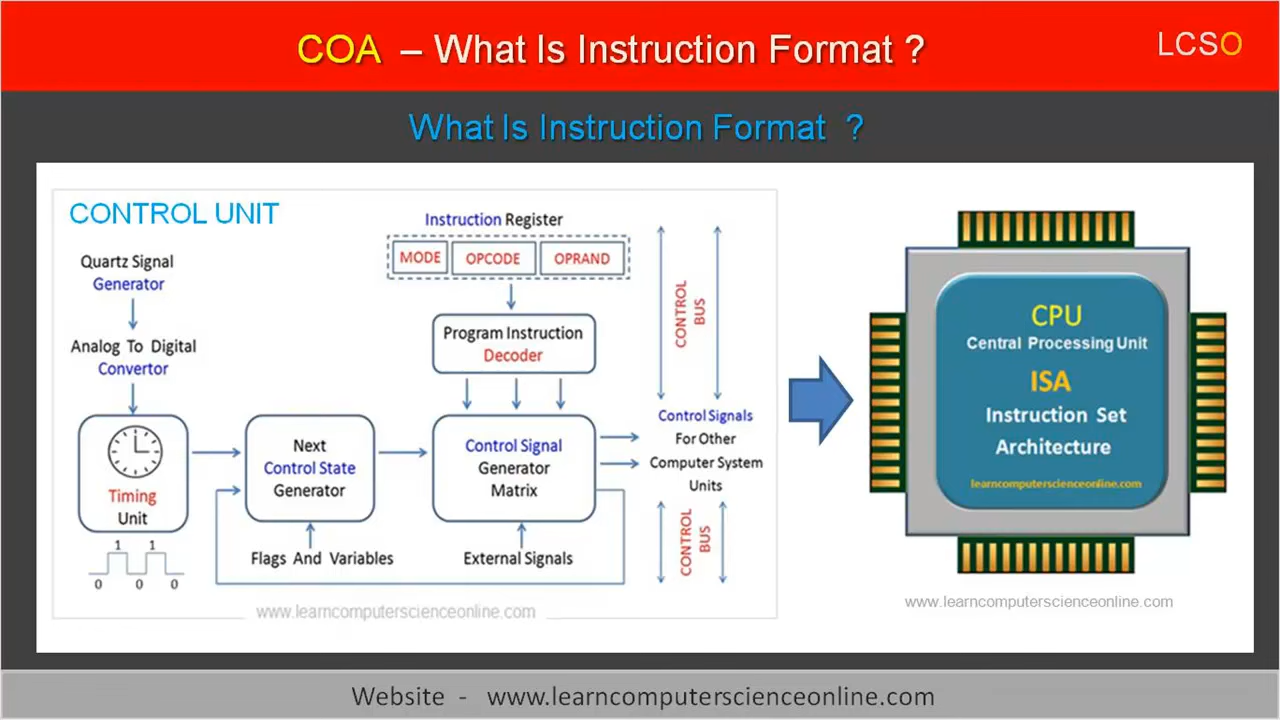 COA – What Is Instruction Format ?
LCSO
What Is Instruction Format ?
CONTROL UNIT
Quartz Signal
Generator
Analog To Digital
Convertor
Timing
Unit
1 1
0 0 0
Next
Control State
Generator
Flags And Variables
Instruction Register
MODE OPCODE OPRAND
Program Instruction
Decoder
Control Signal
Generator
Matrix
External Signals
CONTROL
BUS
Control Signals
For Other
Computer System
Units
CONTROL
BUS
www.learncomputerscienceonline.com
CPU
Central Processing Unit
ISA
Instruction Set
Architecture
learncomputerscienceonline.com
www.learncomputerscienceonline.com
Website - www.learncomputerscienceonline.com